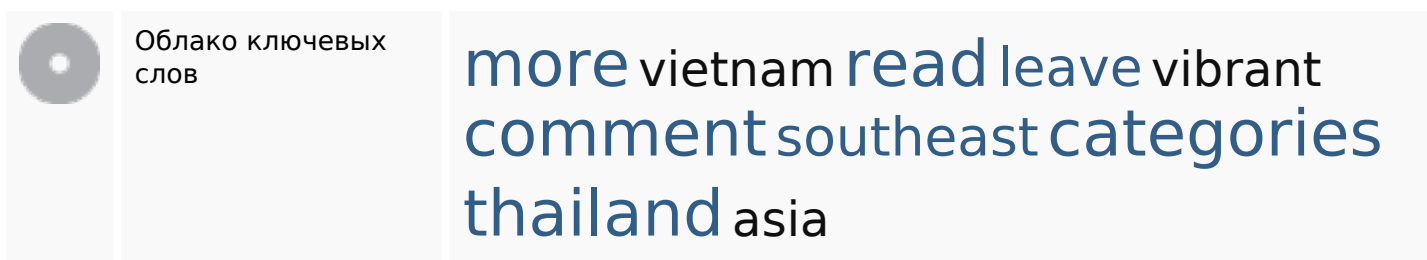 Облако ключевых
слов
more vietnam read leave vibrant
comment southeast categories
thailand asia